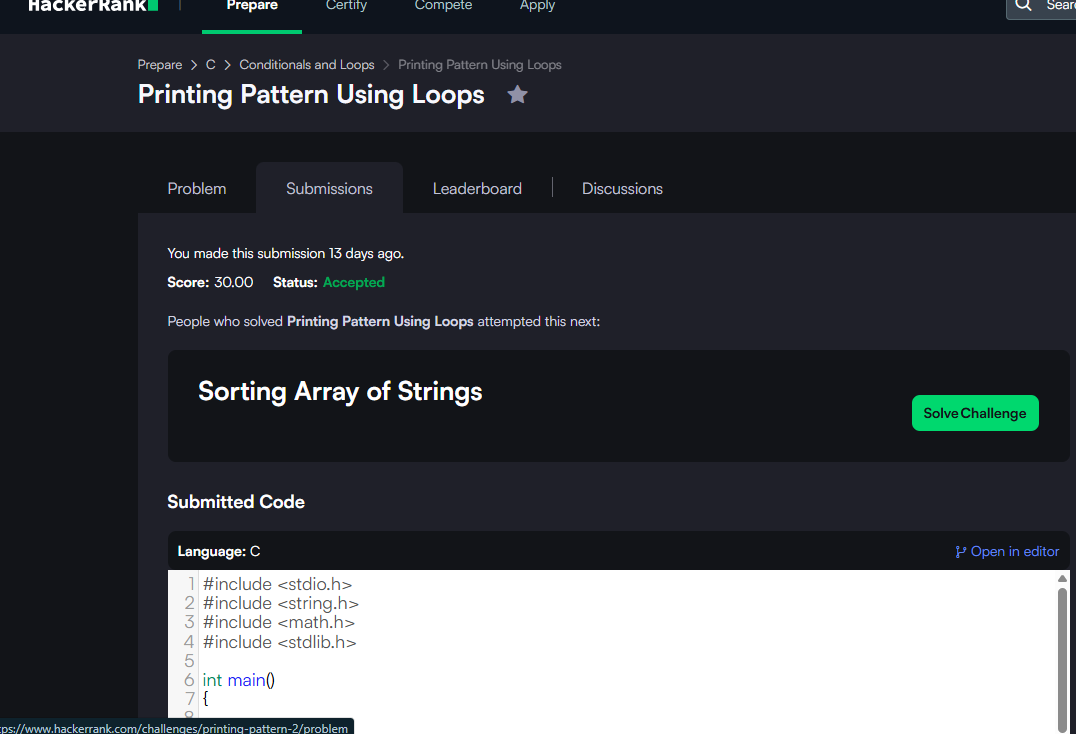 HackerRank
Prepare
Certify
Compete
Apply
Prepare > C > Conditionals and Loops > Printing Pattern Using Loops
Printing Pattern Using Loops
Problem
Submissions
Leaderboard
Discussions
You made this submission 13 days ago.
Score: 30.00 Status: Accepted
People who solved Printing Pattern Using Loops attempted this next:
Sorting Array of Strings
Solve Challenge
Submitted Code
Language: C
Open in editor
1 #include <stdio.h>
2 #include <string.h>
3 #include <math.h>
4 #include <stdlib.h>
5
6 int main()
7 {
8
ps://www.hackerrank.com/challenges/printing-pattern-2/problem